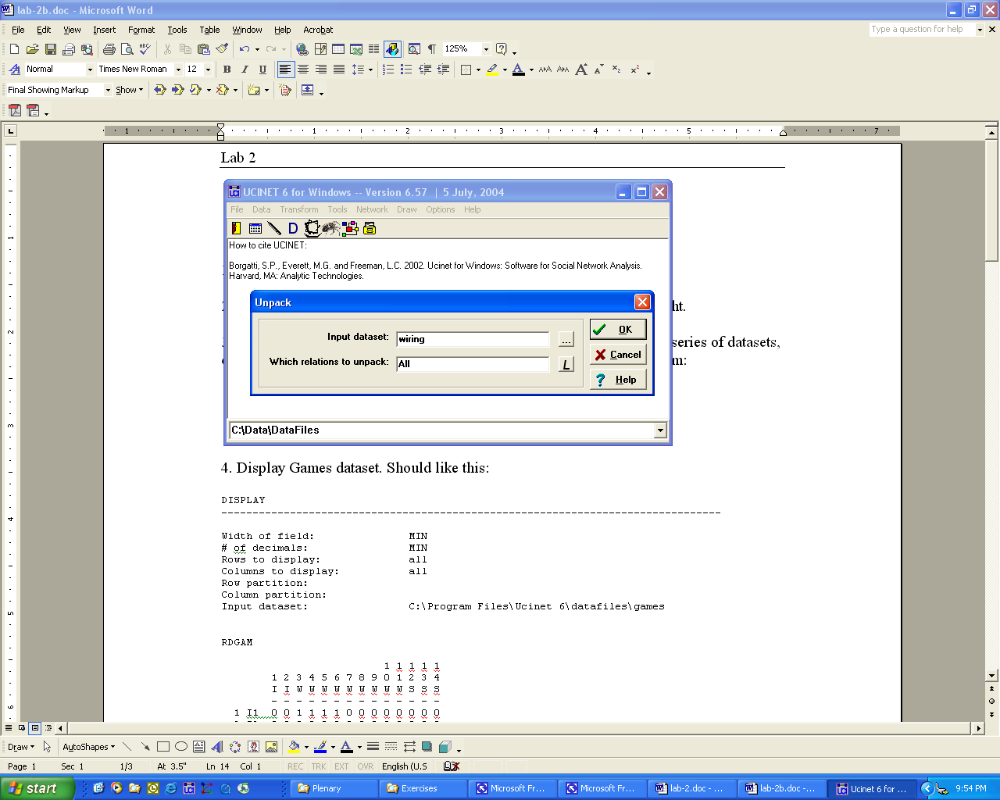 lab-2b.doc - Microsoft Word
File Edit View Insert Format Tools Table Window Help Acrobat
Type a question for help
125%
Normal Times New Roman 12 B I U
Final Showing Markup Show
1 1 2 3 4 5 7
Lab 2
UCINET 6 for Windows -- Version 6.57 | 5 July, 2004
File Data Transform Tools Network Draw Options Help
D
How to cite UCINET:
Borgatti, S.P., Everett, M.G. and Freeman, L.C. 2002. Ucinet for Windows: Software for Social Network Analysis.
Harvard, MA: Analytic Technologies.
Unpack
ht.
Input dataset: wiring ... OK
series of datasets,
Which relations to unpack: All L Cancel
m:
Help
C:\Data\DataFiles
4. Display Games dataset. Should like this:
DISPLAY
--------------------------------------------------------------------------------
Width of field: MIN
# of decimals: MIN
Rows to display: all
Columns to display: all
Row partition:
Column partition:
Input dataset: C:\Program Files\Ucinet 6\datafiles\games
RDGAM
1 1 1 1 1
1 2 3 4 5 6 7 8 9 0 1 2 3 4
I I W W W W W W W W W S S S
- - - - - - - - - - - - - -
1 I1 0 0 1 1 1 1 0 0 0 0 0 0 0 0
Draw AutoShapes
Page 1 Sec 1 1/3 At 3.5" Ln 14 Col 1 REC TRK EXT OVR English (U.S
start Plenary Exercises Microsoft Fr... Microsoft Fr... lab-2.doc - ... lab-2b.doc -... Ucinet 6 for ... 9:54 PM